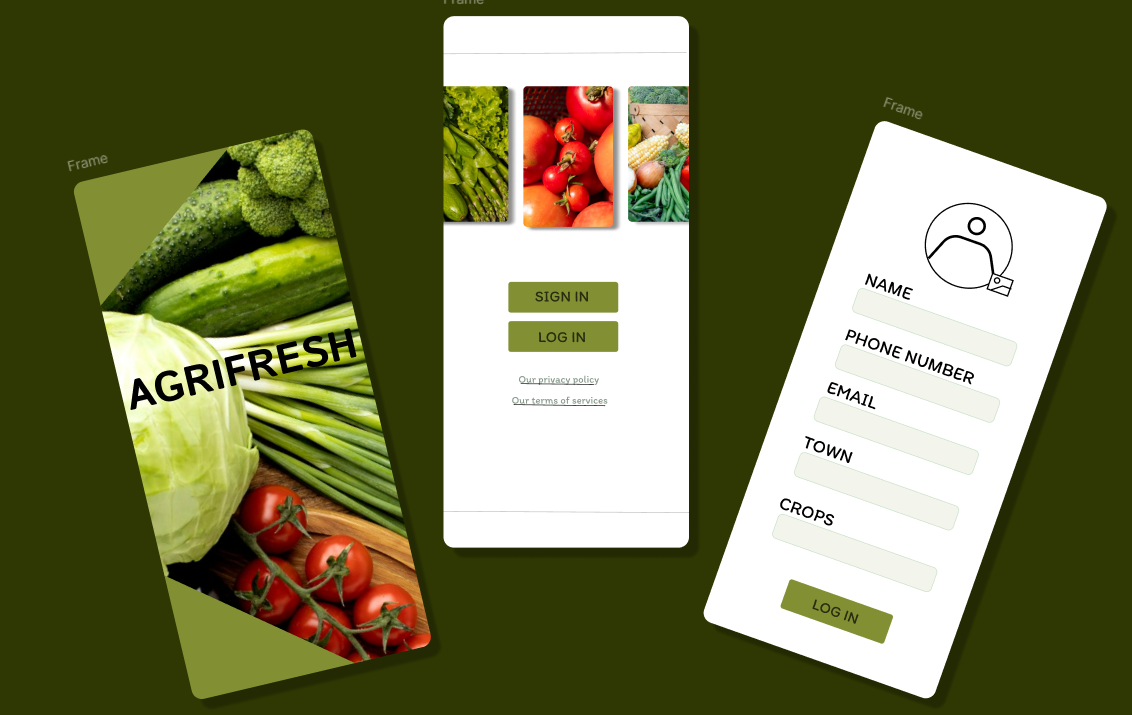 Frame
AGRIFRESH
Frame
SIGN IN
LOG IN
Our privacy policy
Our terms of services
Frame
NAME
PHONE NUMBER
EMAIL
TOWN
CROPS
LOG IN